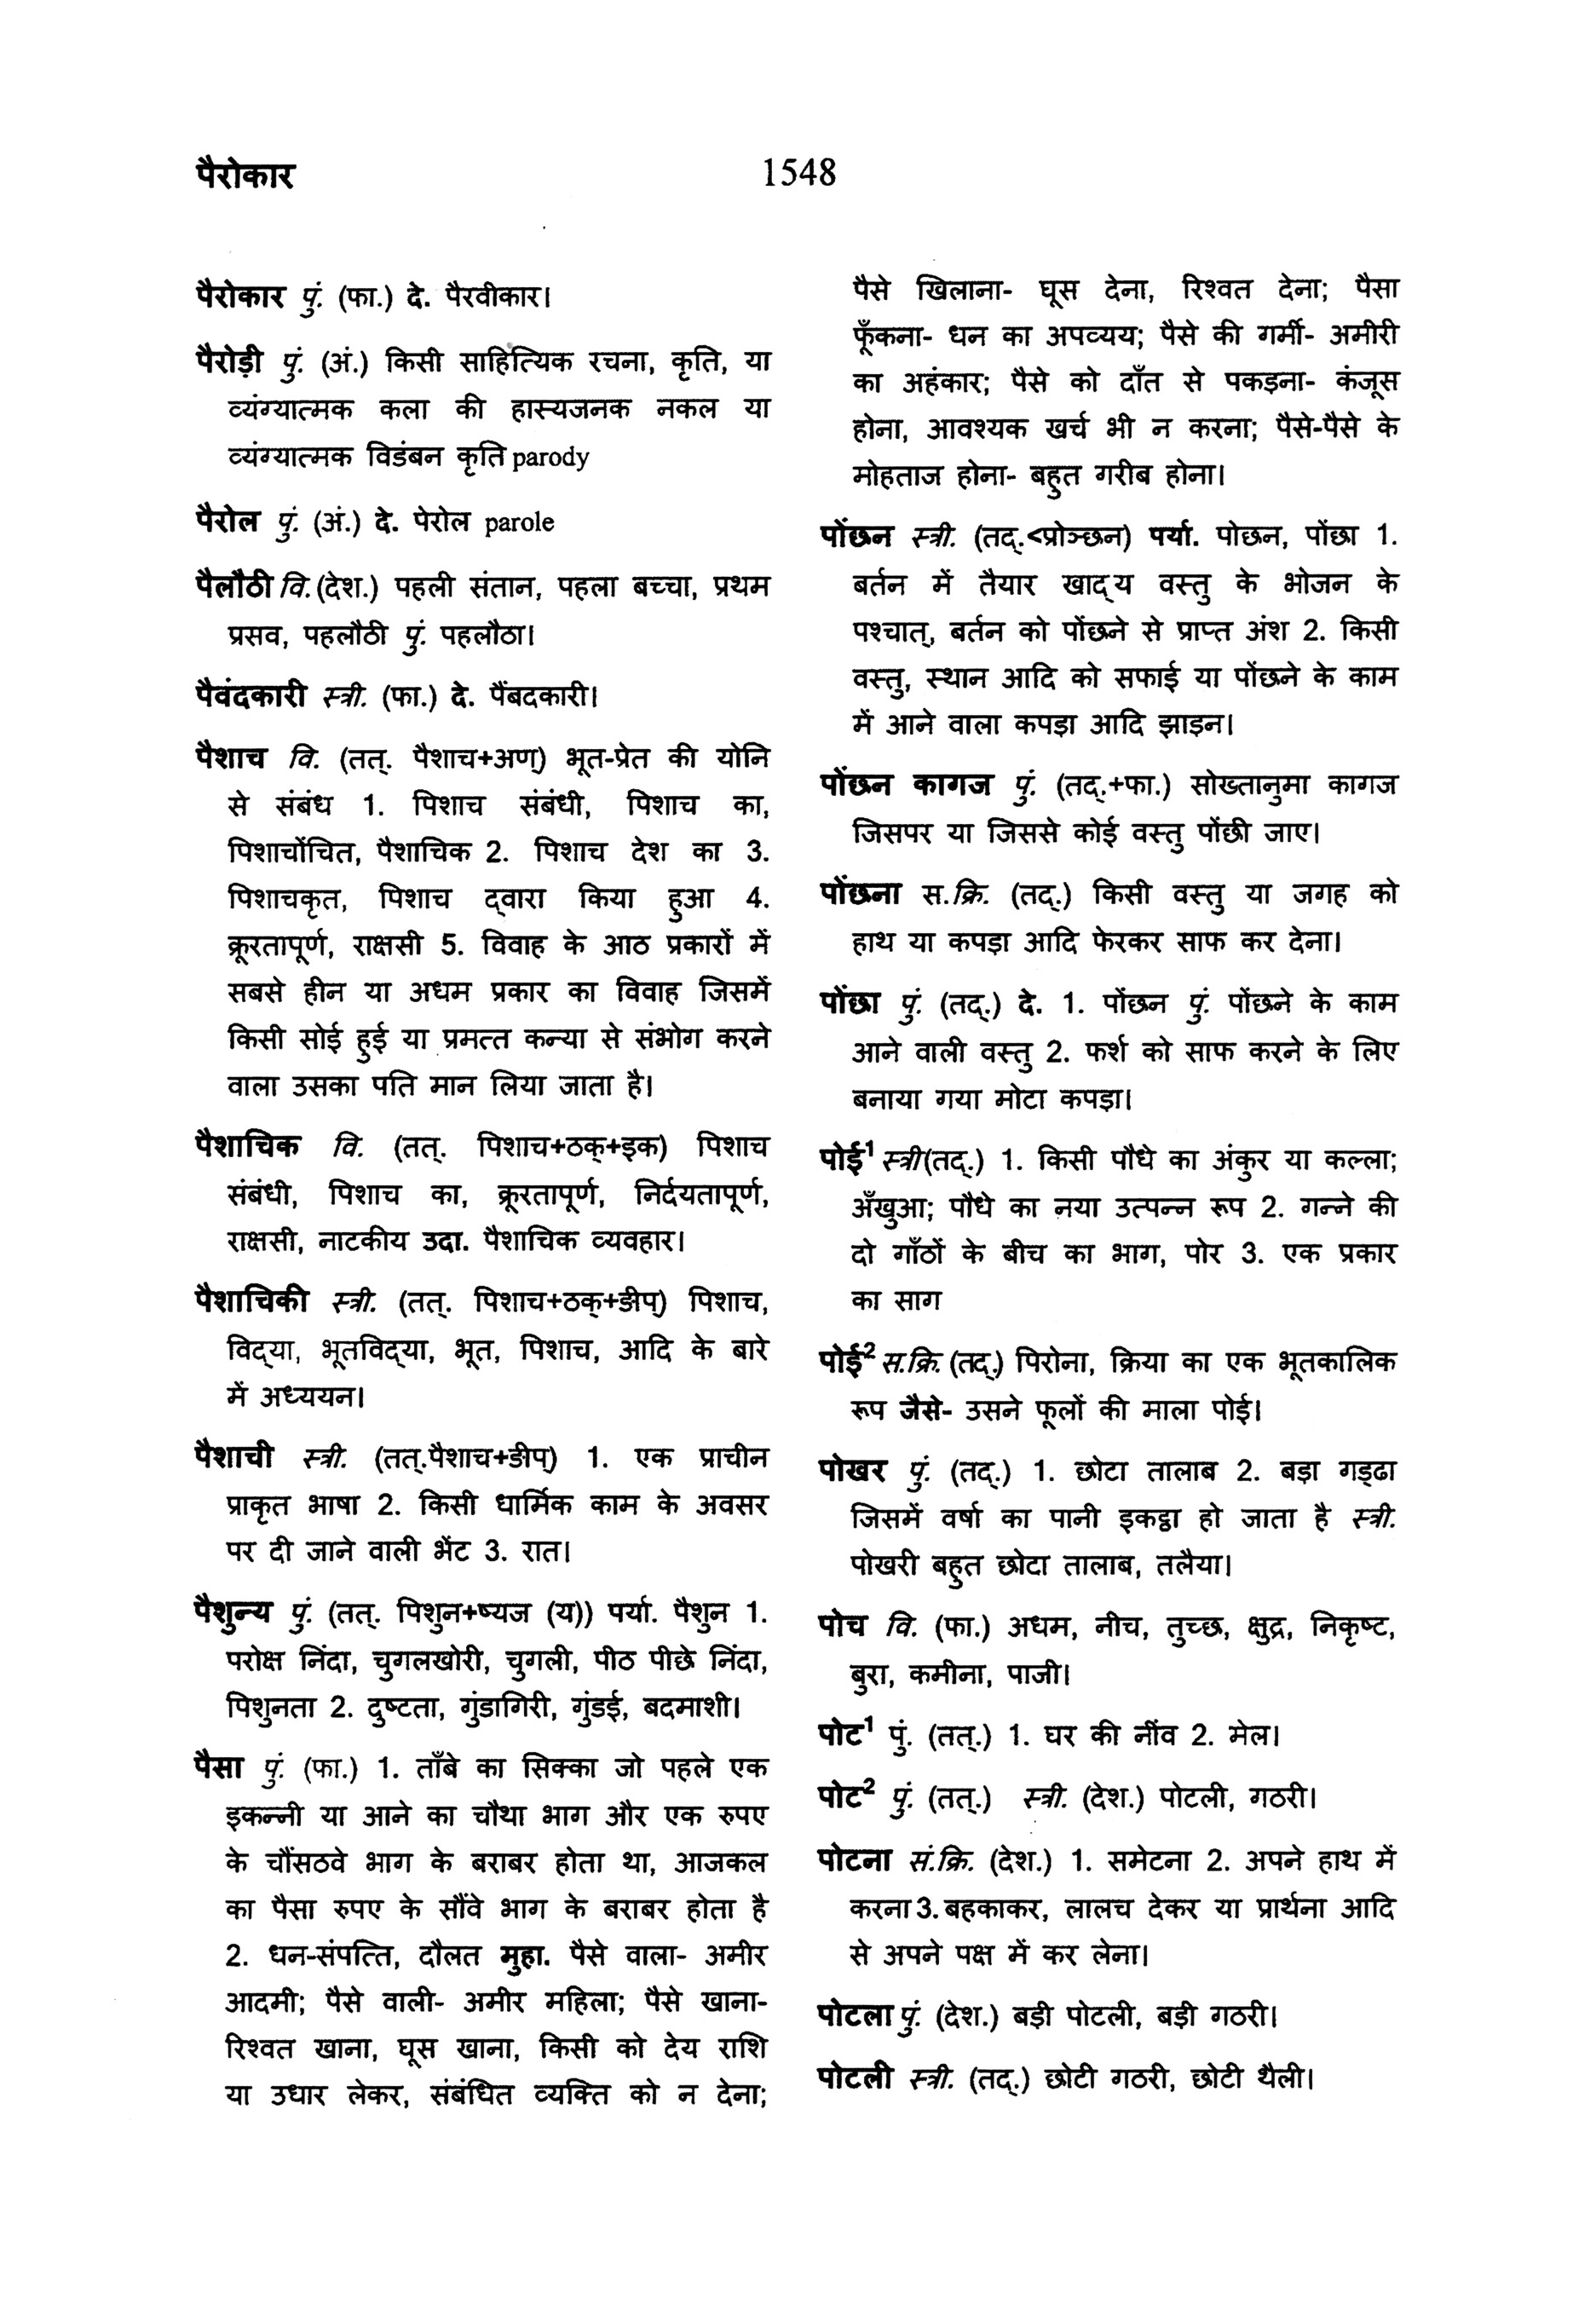 पैरोकार
1548
पैरोकार पुं. (फा.) दे. पैरवीकार।
पैरोड़ी पुं. (अं.) किसी साहित्यिक रचना, कृति, या
व्यंग्यात्मक कला की हास्यजनक नकल या
व्यंग्यात्मक विडंबन कृति parody
पैरोल पुं. (अं.) दे. पेरोल parole
पैलौठी वि. (देश.) पहली संतान, पहला बच्चा, प्रथम
प्रसव, पहलौठी पुं. पहलौठा।
पैवंदकारी स्त्री. (फा.) दे. पैंबदकारी।
पैशाच वि. (तत्. पैशाच+अण्) भूत-प्रेत की योनि
से संबंध 1. पिशाच संबंधी, पिशाच का,
पिशाचोंचित, पैशाचिक 2. पिशाच देश का 3.
पिशाचकृत, पिशाच द्वारा किया हुआ 4.
क्रूरतापूर्ण, राक्षसी 5. विवाह के आठ प्रकारों में
सबसे हीन या अधम प्रकार का विवाह जिसमें
किसी सोई हुई या प्रमत्त कन्या से संभोग करने
वाला उसका पति मान लिया जाता है।
पैशाचिक वि. (तत्. पिशाच+ठक्+इक) पिशाच
संबंधी, पिशाच का, क्रूरतापूर्ण, निर्दयतापूर्ण,
राक्षसी, नाटकीय उदा. पैशाचिक व्यवहार।
पैशाचिकी स्त्री. (तत्. पिशाच+ठक्+ङीप्) पिशाच,
विद्या, भूतविद्या, भूत, पिशाच, आदि के बारे
में अध्ययन।
पैशाची स्त्री. (तत्.पैशाच+ङीप्) 1. एक प्राचीन
प्राकृत भाषा 2. किसी धार्मिक काम के अवसर
पर दी जाने वाली भेंट 3. रात।
पैशुन्य पुं. (तत्. पिशुन+ष्यज (य)) पर्या. पैशुन 1.
परोक्ष निंदा, चुगलखोरी, चुगली, पीठ पीछे निंदा,
पिशुनता 2. दुष्टता, गुंडागिरी, गुंडई, बदमाशी।
पैसा पुं. (फा.) 1. ताँबे का सिक्का जो पहले एक
इकन्नी या आने का चौथा भाग और एक रुपए
के चौंसठवे भाग के बराबर होता था, आजकल
का पैसा रुपए के सौंवे भाग के बराबर होता है
2. धन-संपत्ति, दौलत मुहा. पैसे वाला- अमीर
आदमी; पैसे वाली- अमीर महिला; पैसे खाना-
रिश्वत खाना, घूस खाना, किसी को देय राशि
या उधार लेकर, संबंधित व्यक्ति को न देना;
पैसे खिलाना- घूस देना, रिश्वत देना; पैसा
फूँकना- धन का अपव्यय; पैसे की गर्मी- अमीरी
का अहंकार; पैसे को दाँत से पकड़ना- कंजूस
होना, आवश्यक खर्च भी न करना; पैसे-पैसे के
मोहताज होना- बहुत गरीब होना।
पोंछन स्त्री. (तद्.<प्रोञ्छन) पर्या. पोछन, पोंछा 1.
बर्तन में तैयार खाद्य वस्तु के भोजन के
पश्चात्, बर्तन को पोंछने से प्राप्त अंश 2. किसी
वस्तु, स्थान आदि को सफाई या पोंछने के काम
में आने वाला कपड़ा आदि झाड़न।
पोंछन कागज पुं. (तद्.+फा.) सोख्तानुमा कागज
जिसपर या जिससे कोई वस्तु पोंछी जाए।
पोंछना स.क्रि. (तद्.) किसी वस्तु या जगह को
हाथ या कपड़ा आदि फेरकर साफ कर देना।
पोंछा पुं. (तद्.) दे. 1. पोंछन पुं. पोंछने के काम
आने वाली वस्तु 2. फर्श को साफ करने के लिए
बनाया गया मोटा कपड़ा।
पोई¹ स्त्री(तद्.) 1. किसी पौधे का अंकुर या कल्ला;
अँखुआ; पौधे का नया उत्पन्न रूप 2. गन्ने की
दो गाँठों के बीच का भाग, पोर 3. एक प्रकार
का साग
पोई² स.क्रि. (तद्.) पिरोना, क्रिया का एक भूतकालिक
रूप जैसे- उसने फूलों की माला पोई।
पोखर पुं. (तद्.) 1. छोटा तालाब 2. बड़ा गड्ढा
जिसमें वर्षा का पानी इकट्ठा हो जाता है स्त्री.
पोखरी बहुत छोटा तालाब, तलैया।
पोच वि. (फा.) अधम, नीच, तुच्छ, क्षुद्र, निकृष्ट,
बुरा, कमीना, पाजी।
पोट¹ पुं. (तत्.) 1. घर की नींव 2. मेल।
पोट² पुं. (तत्.) स्त्री. (देश.) पोटली, गठरी।
पोटना सं.क्रि. (देश.) 1. समेटना 2. अपने हाथ में
करना 3. बहकाकर, लालच देकर या प्रार्थना आदि
से अपने पक्ष में कर लेना।
पोटला पुं. (देश.) बड़ी पोटली, बड़ी गठरी।
पोटली स्त्री. (तद्.) छोटी गठरी, छोटी थैली।